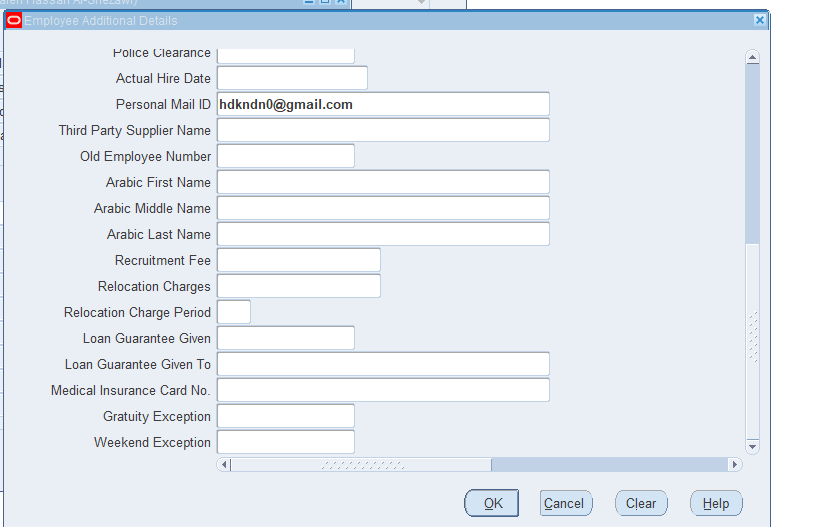 Employee Additional Details
Police Clearance
Actual Hire Date
Personal Mail ID hdkndn0@gmail.com
Third Party Supplier Name
Old Employee Number
Arabic First Name
Arabic Middle Name
Arabic Last Name
Recruitment Fee
Relocation Charges
Relocation Charge Period
Loan Guarantee Given
Loan Guarantee Given To
Medical Insurance Card No.
Gratuity Exception
Weekend Exception
OK Cancel Clear Help